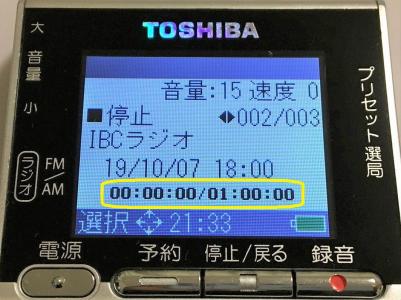 TOSHIBA
大
音量
小
音量:15 速度 0
■停止 ◂▸002/003
IBCラジオ
19/10/07 18:00
00:00:00/01:00:00
選択 21:33
プリセット選局
ラジオ FM/AM
電源 予約 停止/戻る 録音